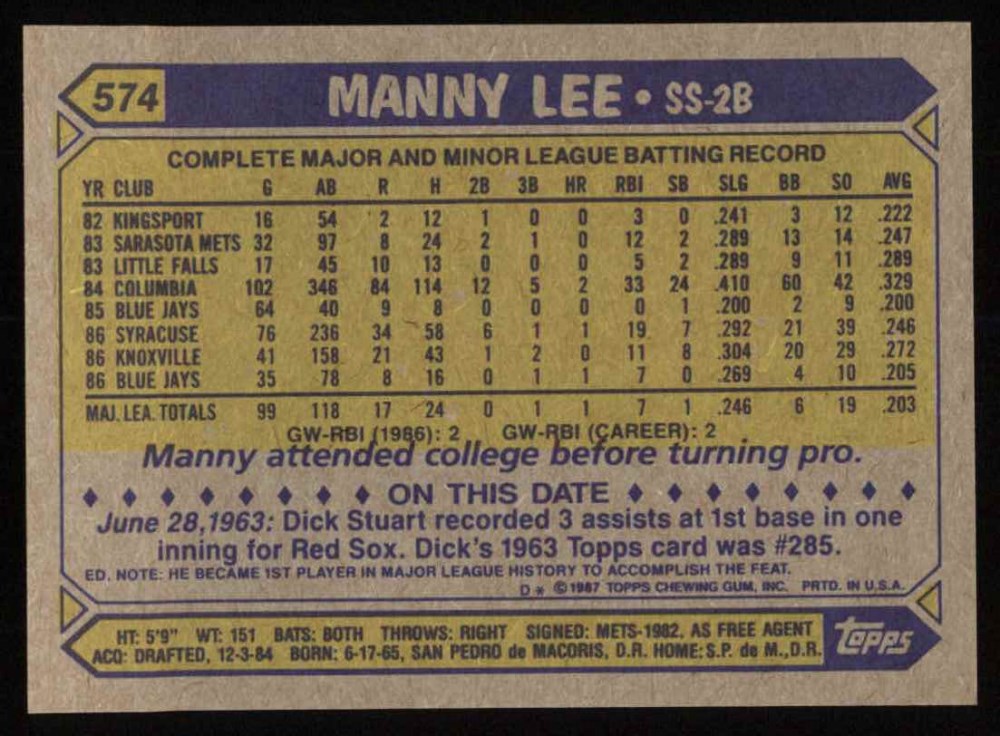 574
MANNY LEE • SS-2B
COMPLETE MAJOR AND MINOR LEAGUE BATTING RECORD
YR CLUB G AB R H 2B 3B HR RBI SB SLG BB SO AVG
82 KINGSPORT 16 54 2 12 1 0 0 3 0 .241 3 12 .222
83 SARASOTA METS 32 97 8 24 2 1 0 12 2 .289 13 14 .247
83 LITTLE FALLS 17 45 10 13 0 0 0 5 2 .289 9 11 .289
84 COLUMBIA 102 346 84 114 12 5 2 33 24 .410 60 42 .329
85 BLUE JAYS 64 40 9 8 0 0 0 0 1 .200 2 9 .200
86 SYRACUSE 76 236 34 58 6 1 1 19 7 .292 21 39 .246
86 KNOXVILLE 41 158 21 43 1 2 0 11 8 .304 20 29 .272
86 BLUE JAYS 35 78 8 16 0 1 1 7 0 .269 4 10 .205
MAJ. LEA. TOTALS 99 118 17 24 0 1 1 7 1 .246 6 19 .203
GW-RBI (1986): 2 GW-RBI (CAREER): 2
Manny attended college before turning pro.
♦ ♦ ♦ ♦ ♦ ♦ ♦ ♦ ON THIS DATE ♦ ♦ ♦ ♦ ♦ ♦ ♦ ♦
June 28,1963: Dick Stuart recorded 3 assists at 1st base in one
inning for Red Sox. Dick's 1963 Topps card was #285.
ED. NOTE: HE BECAME 1ST PLAYER IN MAJOR LEAGUE HISTORY TO ACCOMPLISH THE FEAT.
D* ©1987 TOPPS CHEWING GUM, INC. PRTD. IN U.S.A.
HT: 5'9" WT: 151 BATS: BOTH THROWS: RIGHT SIGNED: METS-1982, AS FREE AGENT
ACQ: DRAFTED, 12-3-84 BORN: 6-17-65, SAN PEDRO de MACORIS, D.R. HOME: S.P. de M., D.R.
TOPPS